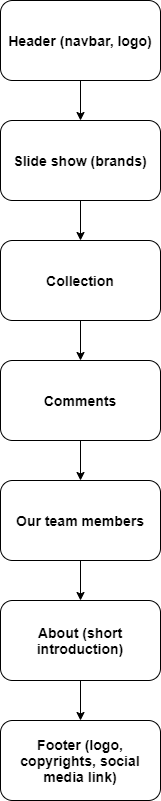 Header (navbar, logo)
Slide show (brands)
Collection
Comments
Our team members
About (short
introduction)
Footer (logo,
copyrights, social
media link)